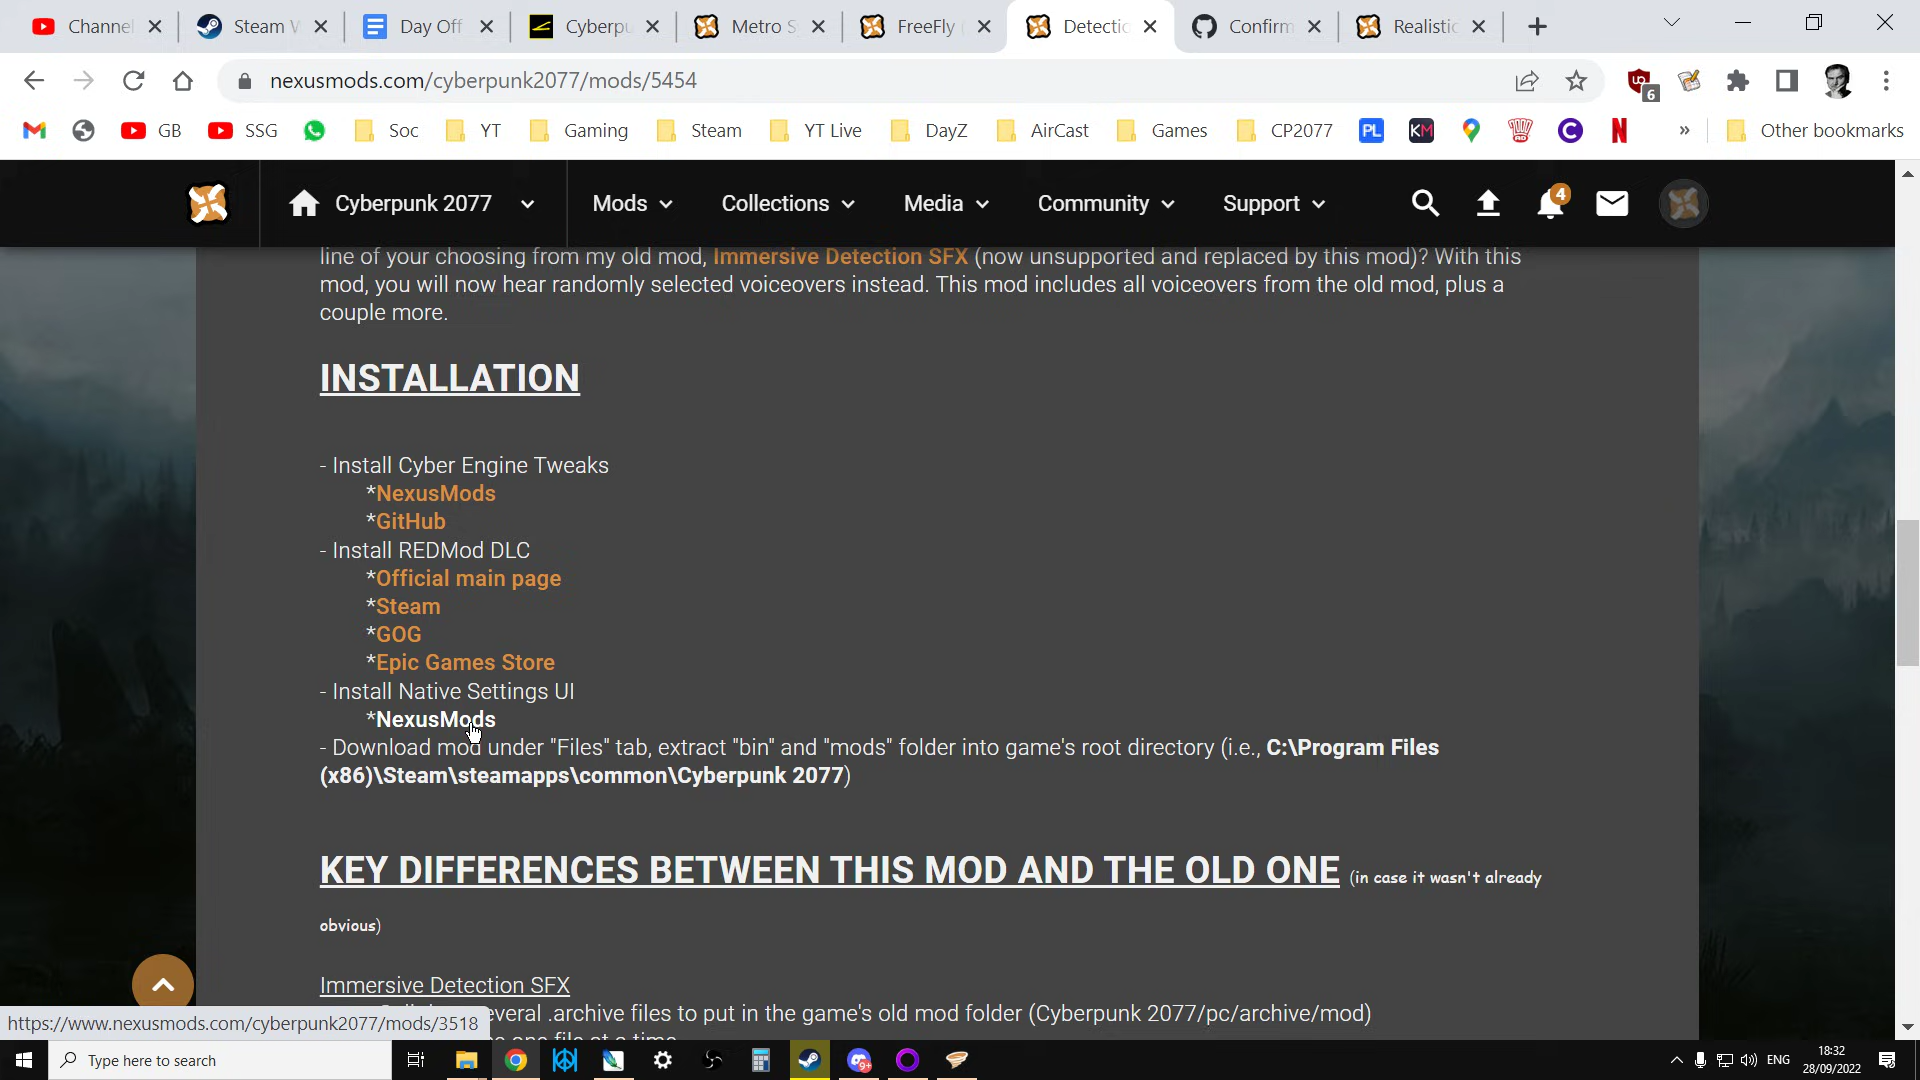 Channel
Steam W
Day Off
Cyberpu
Metro S
FreeFly
Detectio
Confirm
Realistic
nexusmods.com/cyberpunk2077/mods/5454
6
GB
SSG
Soc
YT
Gaming
Steam
YT Live
DayZ
AirCast
Games
CP2077
PL
KM
N
»
Other bookmarks
Cyberpunk 2077
Mods
Collections
Media
Community
Support
4
line of your choosing from my old mod, Immersive Detection SFX (now unsupported and replaced by this mod)? With this
mod, you will now hear randomly selected voiceovers instead. This mod includes all voiceovers from the old mod, plus a
couple more.
INSTALLATION
- Install Cyber Engine Tweaks
*NexusMods
*GitHub
- Install REDMod DLC
*Official main page
*Steam
*GOG
*Epic Games Store
- Install Native Settings UI
*NexusMods
- Download mod under "Files" tab, extract "bin" and "mods" folder into game's root directory (i.e., C:\Program Files
(x86)\Steam\steamapps\common\Cyberpunk 2077)
KEY DIFFERENCES BETWEEN THIS MOD AND THE OLD ONE (in case it wasn't already
obvious)
Immersive Detection SFX
everal .archive files to put in the game's old mod folder (Cyberpunk 2077/pc/archive/mod)
https://www.nexusmods.com/cyberpunk2077/mods/3518
one file at a time
Type here to search
ENG
18:32
28/09/2022